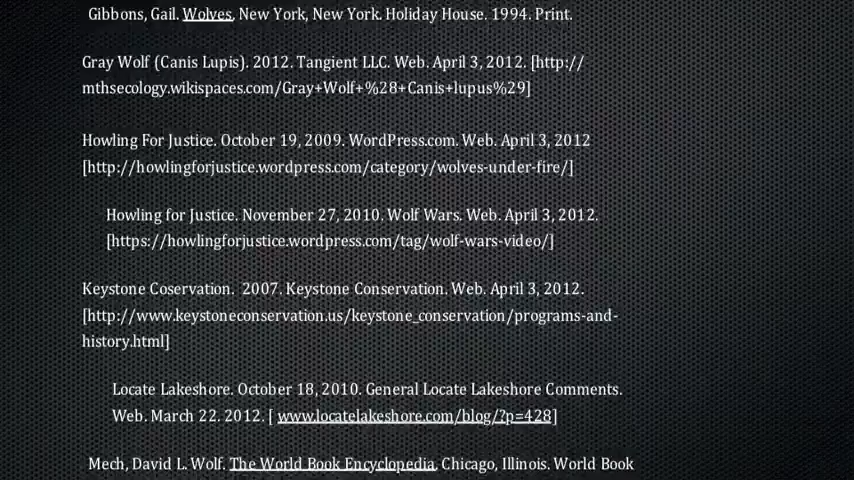 Gibbons, Gail. Wolves, New York, New York. Holiday House. 1994. Print.
Gray Wolf (Canis Lupis). 2012. Tangient LLC. Web. April 3, 2012. [http://
mthsecology.wikispaces.com/Gray+Wolf+%28+Canis+lupus%29]
Howling For Justice. October 19, 2009. WordPress.com. Web. April 3, 2012
[http://howlingforjustice.wordpress.com/category/wolves-under-fire/]
Howling for Justice. November 27, 2010. Wolf Wars. Web. April 3, 2012.
[https://howlingforjustice.wordpress.com/tag/wolf-wars-video/]
Keystone Coservation. 2007. Keystone Conservation. Web. April 3, 2012.
[http://www.keystoneconservation.us/keystone_conservation/programs-and-
history.html]
Locate Lakeshore. October 18, 2010. General Locate Lakeshore Comments.
Web. March 22. 2012. [ www.locatelakeshore.com/blog/?p=428]
Mech, David L. Wolf. The World Book Encyclopedia. Chicago, Illinois. World Book